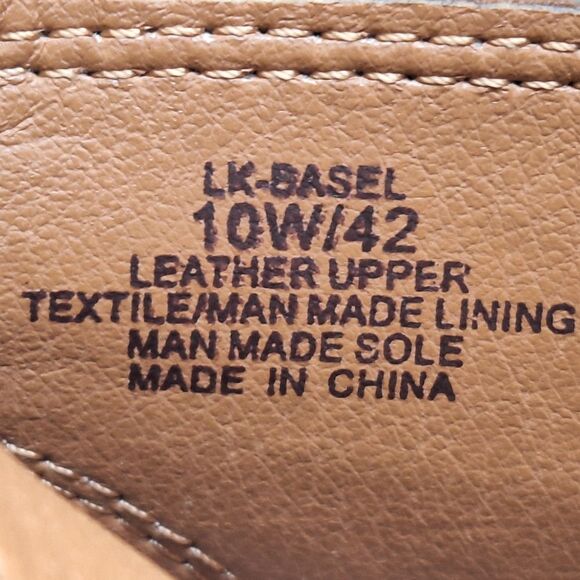 LK-BASEL
10W/42
LEATHER UPPER
TEXTILE/MAN MADE LINING
MAN MADE SOLE
MADE IN CHINA